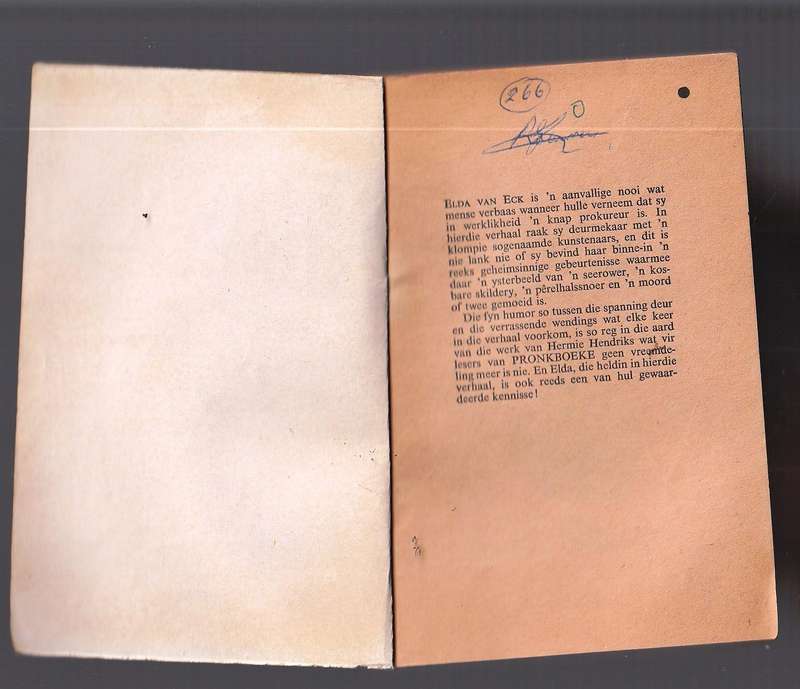 266
ELDA VAN ECK is 'n aanvallige nooi wat
mense verbaas wanneer hulle verneem dat sy
in werklikheid 'n knap prokureur is. In
hierdie verhaal raak sy deurmekaar met 'n
klompie sogenaamde kunstenaars, en dit is
nie lank nie of sy bevind haar binne-in 'n
reeks geheimsinnige gebeurtenisse waarmee
daar 'n ysterbeeld van 'n seerower, 'n kos-
bare skildery, 'n pêrelhalssnoer en 'n moord
of twee gemoeid is.
Die fyn humor so tussen die spanning deur
en die verrassende wendings wat elke keer
in die verhaal voorkom, is so reg in die aard
van die werk van Hermie Hendriks wat vir
lesers van PRONKBOEKE geen vreemde-
ling meer is nie. En Elda, die heldin in hierdie
verhaal, is ook reeds een van hul gewaar-
deerde kennisse!